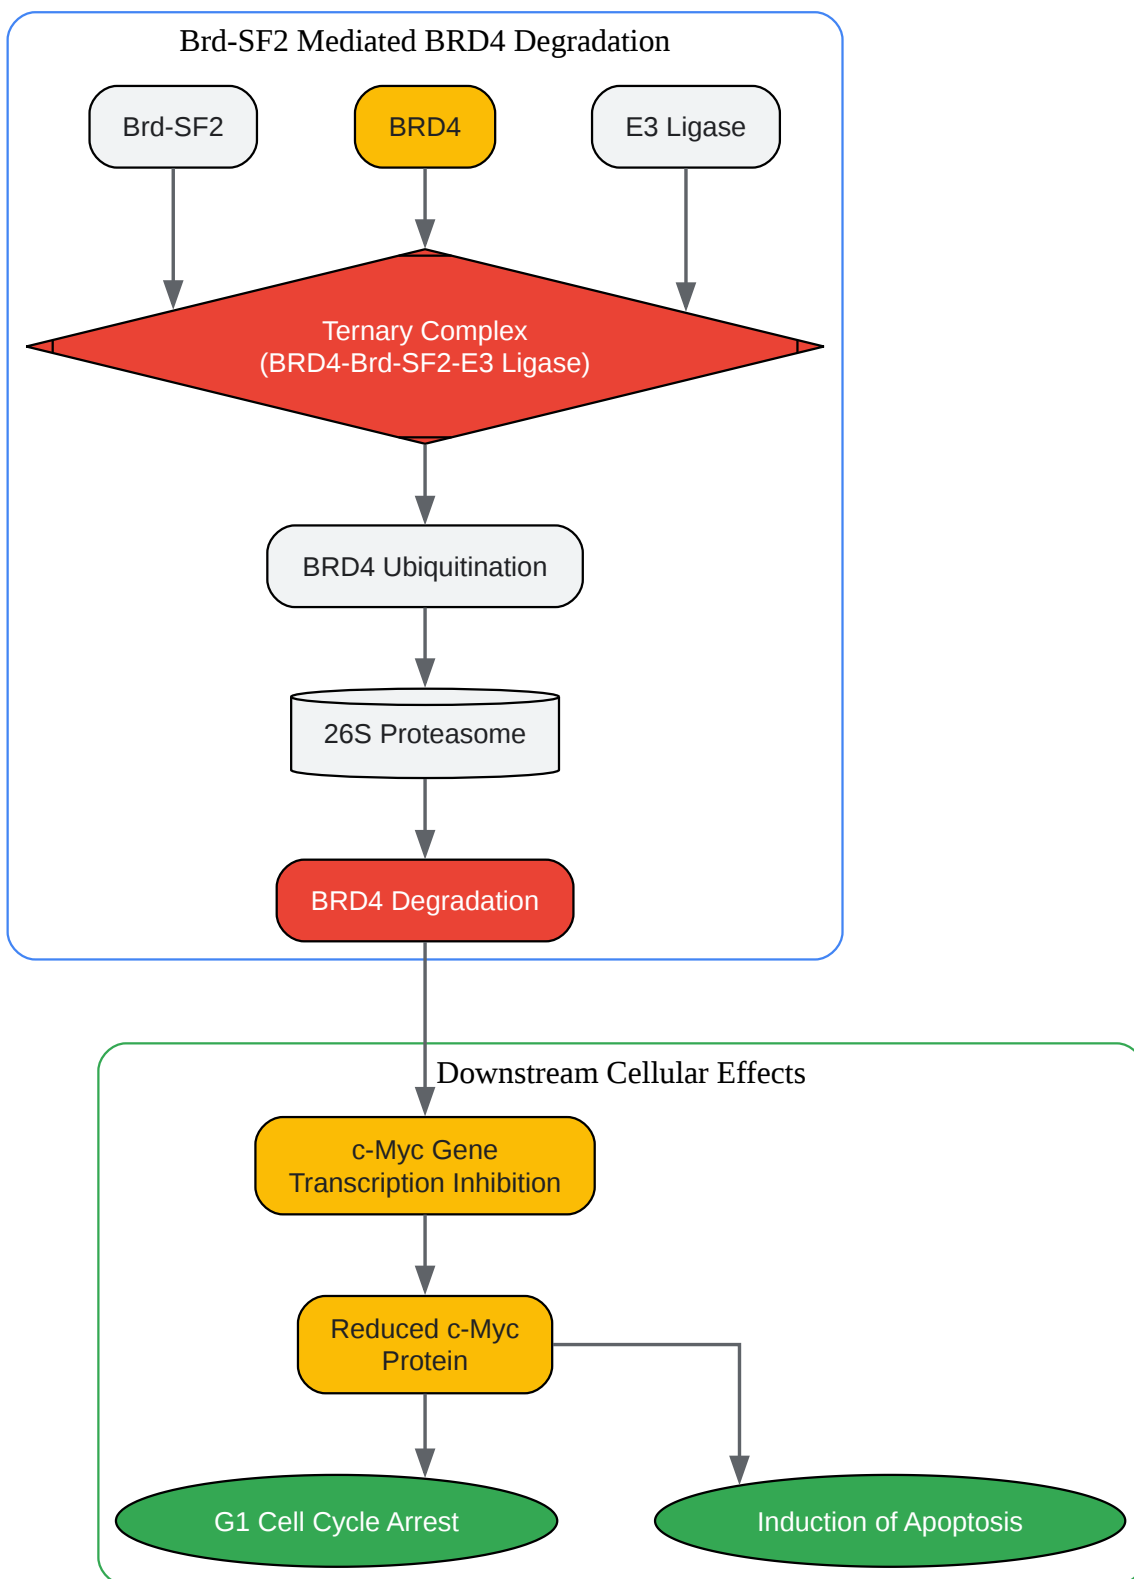 Brd-SF2 Mediated BRD4 Degradation
Brd-SF2
BRD4
E3 Ligase
Ternary Complex
(BRD4-Brd-SF2-E3 Ligase)
BRD4 Ubiquitination
26S Proteasome
BRD4 Degradation
Downstream Cellular Effects
c-Myc Gene
Transcription Inhibition
Reduced c-Myc
Protein
G1 Cell Cycle Arrest
Induction of Apoptosis